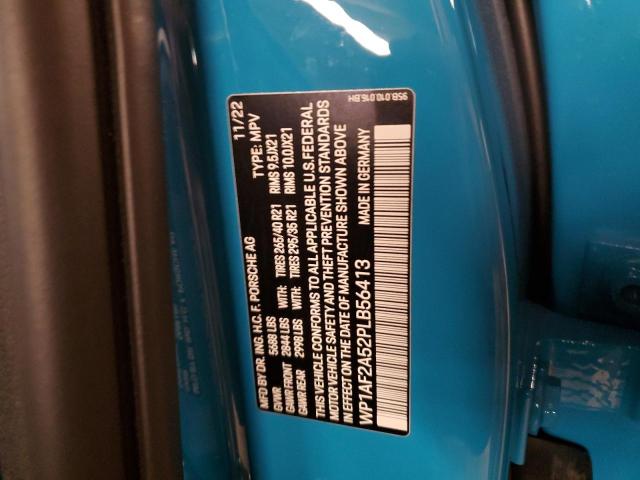 MFD BY DR. ING. H.C. F. PORSCHE AG 11/22
GVWR 5688 LBS TYPE: MPV
GAWR FRONT 2844 LBS WITH: TIRES 265/40 R21 RIMS 9.5JX21
GAWR REAR 2998 LBS WITH: TIRES 295/35 R21 RIMS 10.0JX21
THIS VEHICLE CONFORMS TO ALL APPLICABLE U.S. FEDERAL
MOTOR VEHICLE SAFETY AND THEFT PREVENTION STANDARDS
IN EFFECT ON THE DATE OF MANUFACTURE SHOWN ABOVE
WP1AF2A52PLB56413 MADE IN GERMANY
95B.010.016.BH